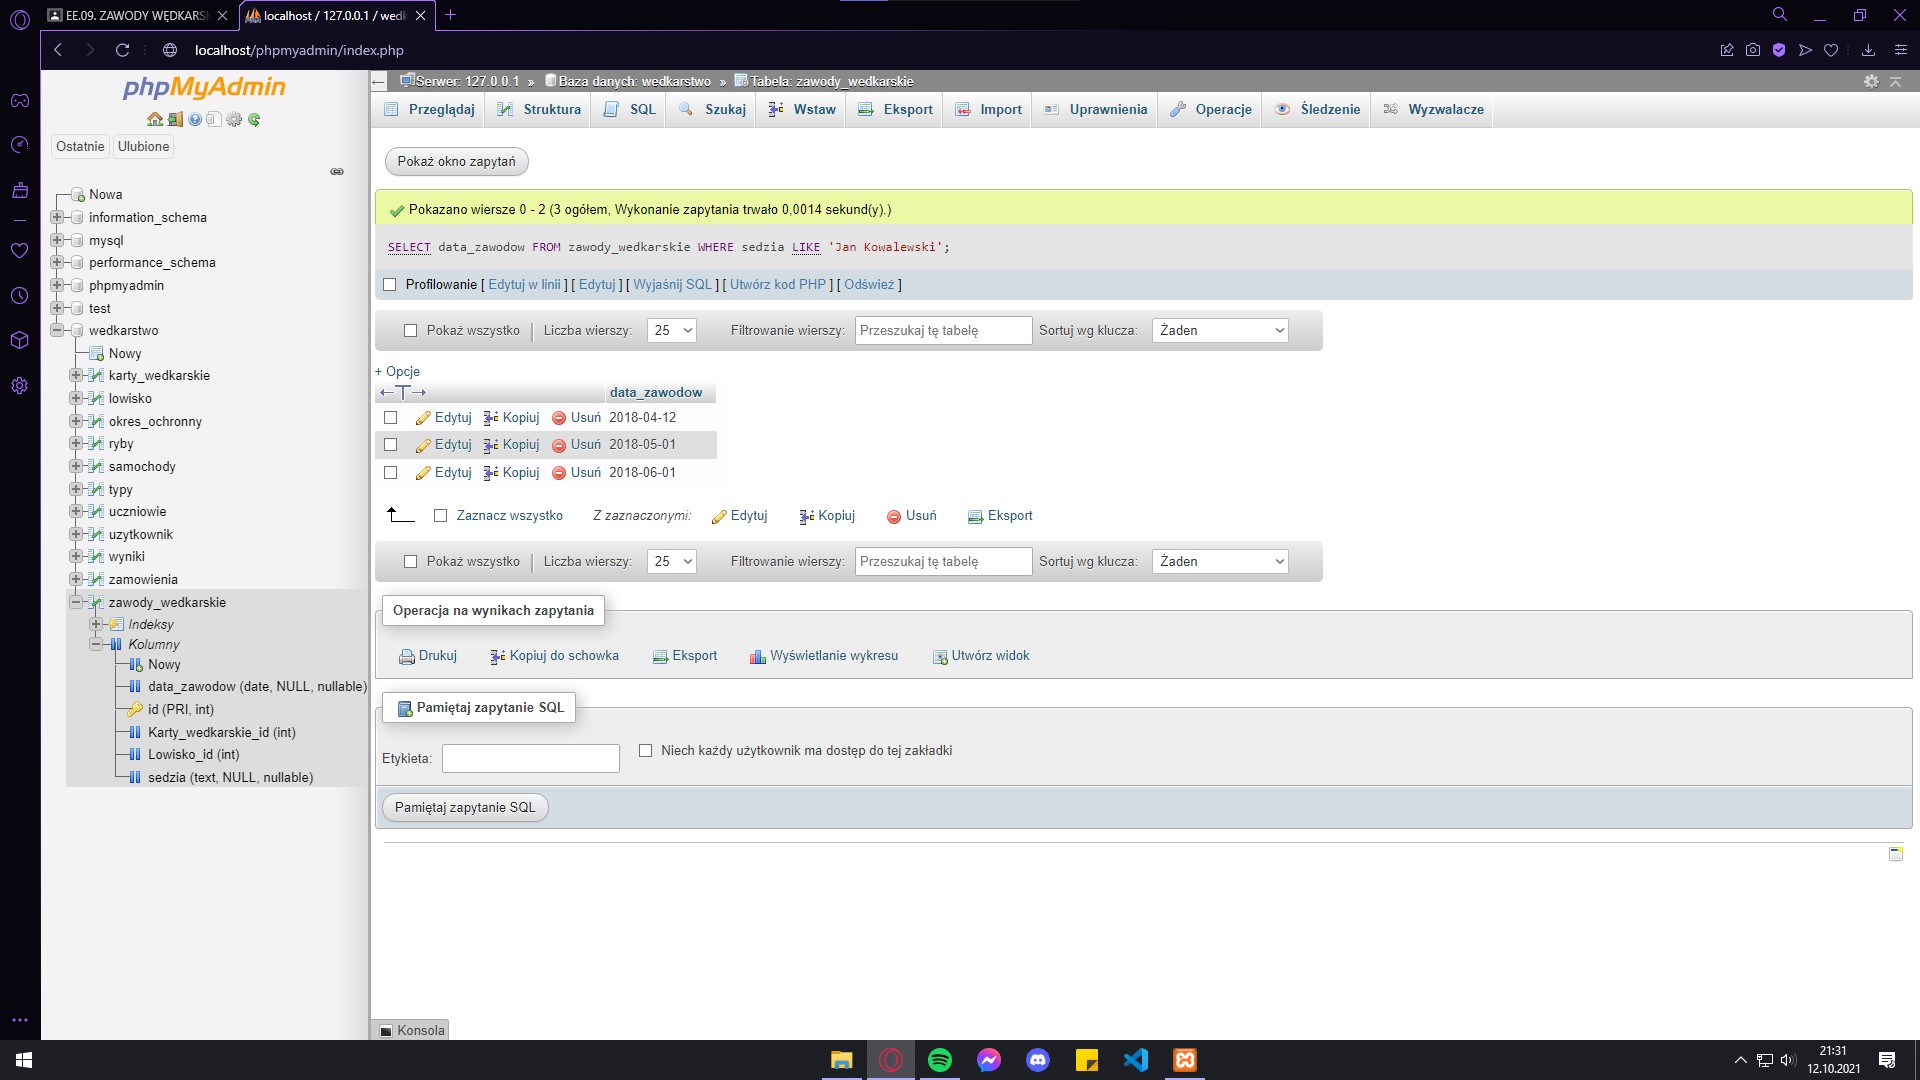 EE.09. ZAWODY WĘDKARS
localhost / 127.0.0.1 / wedk
localhost/phpmyadmin/index.php
phpMyAdmin
Ostatnie
Ulubione
Nowa
information_schema
mysql
performance_schema
phpmyadmin
test
wedkarstwo
Nowy
karty_wedkarskie
lowisko
okres_ochronny
ryby
samochody
typy
uczniowie
uzytkownik
wyniki
zamowienia
zawody_wedkarskie
Indeksy
Kolumny
Nowy
data_zawodow (date, NULL, nullable)
id (PRI, int)
Karty_wedkarskie_id (int)
Lowisko_id (int)
sedzia (text, NULL, nullable)
Serwer: 127.0.0.1 » Baza danych: wedkarstwo » Tabela: zawody_wedkarskie
Przeglądaj Struktura SQL Szukaj Wstaw Eksport Import Uprawnienia Operacje Śledzenie Wyzwalacze
Pokaż okno zapytań
Pokazano wiersze 0 - 2 (3 ogółem, Wykonanie zapytania trwało 0,0014 sekund(y).)
SELECT data_zawodow FROM zawody_wedkarskie WHERE sedzia LIKE 'Jan Kowalewski';
Profilowanie [ Edytuj w linii ] [ Edytuj ] [ Wyjaśnij SQL ] [ Utwórz kod PHP ] [ Odśwież ]
Pokaż wszystko | Liczba wierszy: 25 Filtrowanie wierszy: Przeszukaj tę tabelę Sortuj wg klucza: Żaden
+ Opcje
←T→ data_zawodow
Edytuj Kopiuj Usuń 2018-04-12
Edytuj Kopiuj Usuń 2018-05-01
Edytuj Kopiuj Usuń 2018-06-01
Zaznacz wszystko Z zaznaczonymi: Edytuj Kopiuj Usuń Eksport
Pokaż wszystko | Liczba wierszy: 25 Filtrowanie wierszy: Przeszukaj tę tabelę Sortuj wg klucza: Żaden
Operacja na wynikach zapytania
Drukuj Kopiuj do schowka Eksport Wyświetlanie wykresu Utwórz widok
Pamiętaj zapytanie SQL
Etykieta: Niech każdy użytkownik ma dostęp do tej zakładki
Pamiętaj zapytanie SQL
Konsola
21:31
12.10.2021